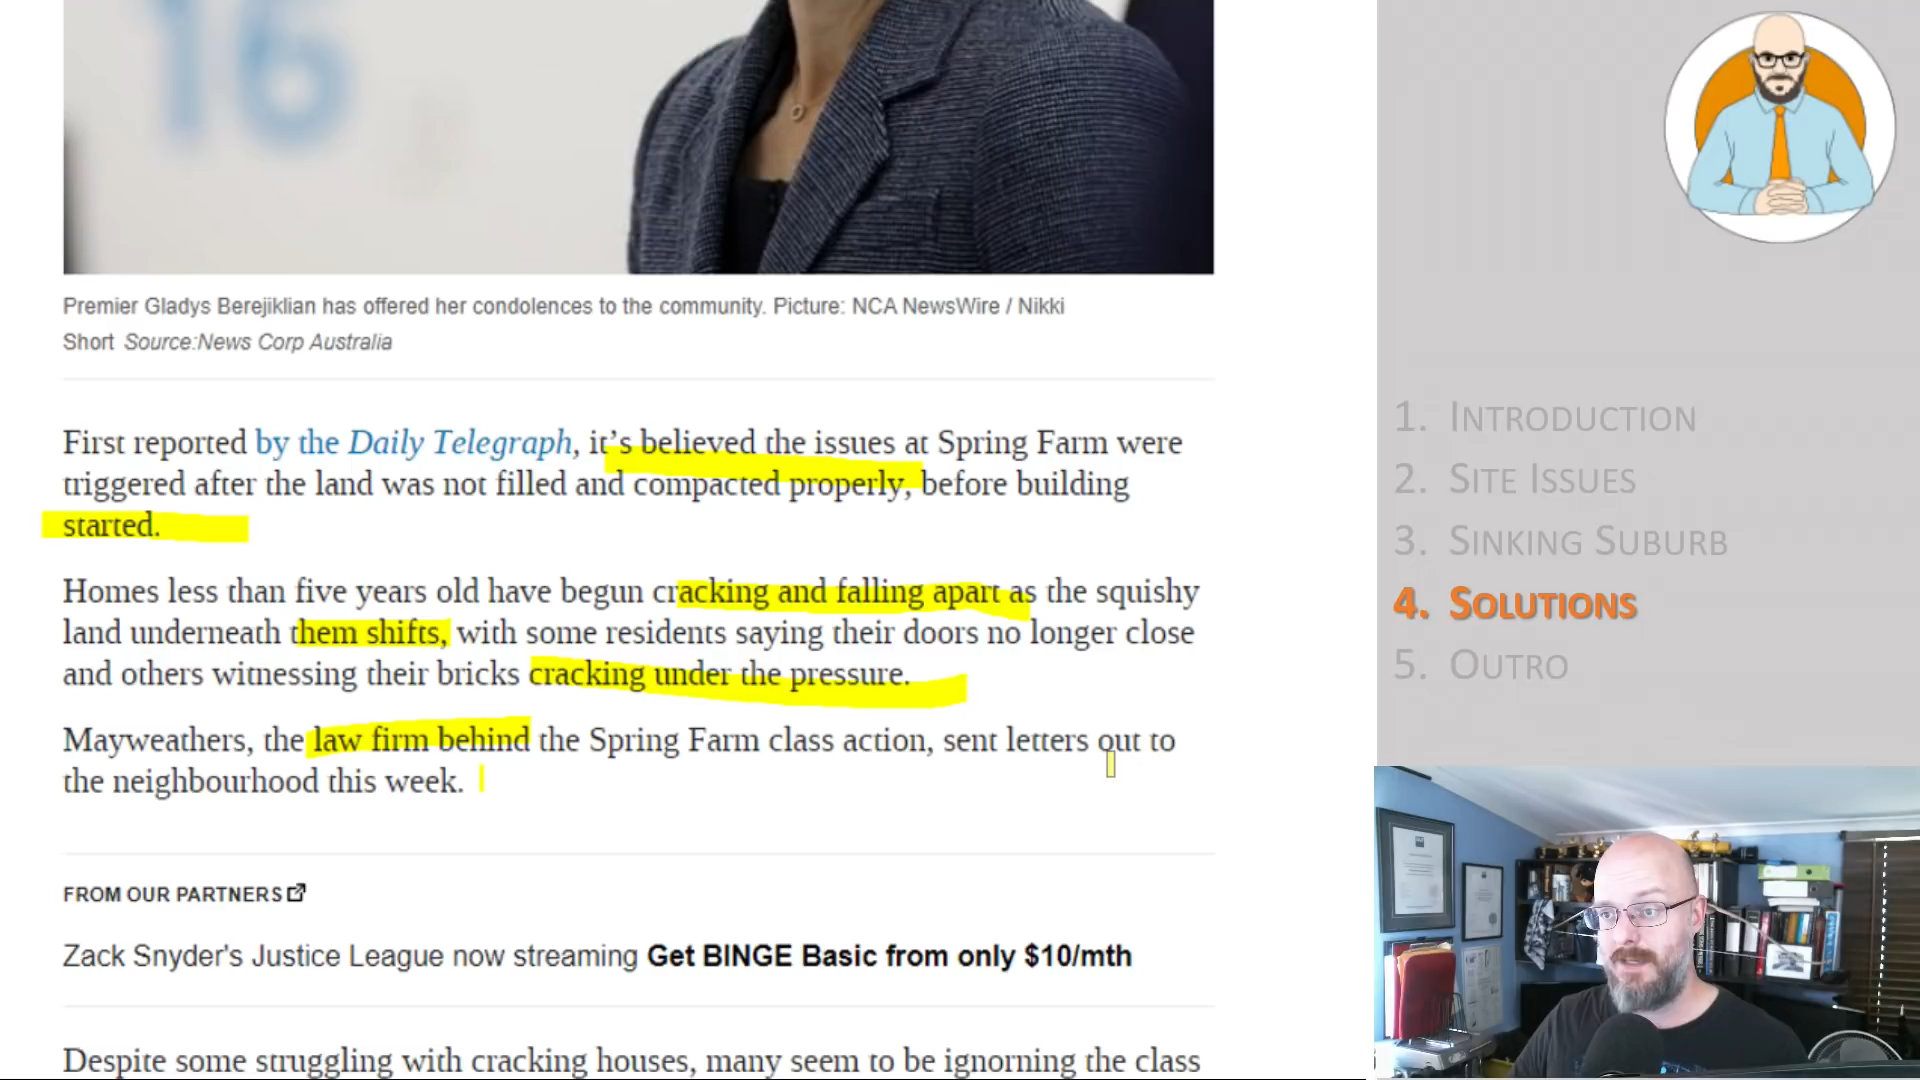 16
Premier Gladys Berejiklian has offered her condolences to the community. Picture: NCA NewsWire / Nikki
Short Source:News Corp Australia
First reported by the Daily Telegraph, it’s believed the issues at Spring Farm were
triggered after the land was not filled and compacted properly, before building
started.
Homes less than five years old have begun cracking and falling apart as the squishy
land underneath them shifts, with some residents saying their doors no longer close
and others witnessing their bricks cracking under the pressure.
Mayweathers, the law firm behind the Spring Farm class action, sent letters out to
the neighbourhood this week.
FROM OUR PARTNERS
Zack Snyder's Justice League now streaming Get BINGE Basic from only $10/mth
Despite some struggling with cracking houses, many seem to be ignorning the class
1. INTRODUCTION
2. SITE ISSUES
3. SINKING SUBURB
4. SOLUTIONS
5. OUTRO